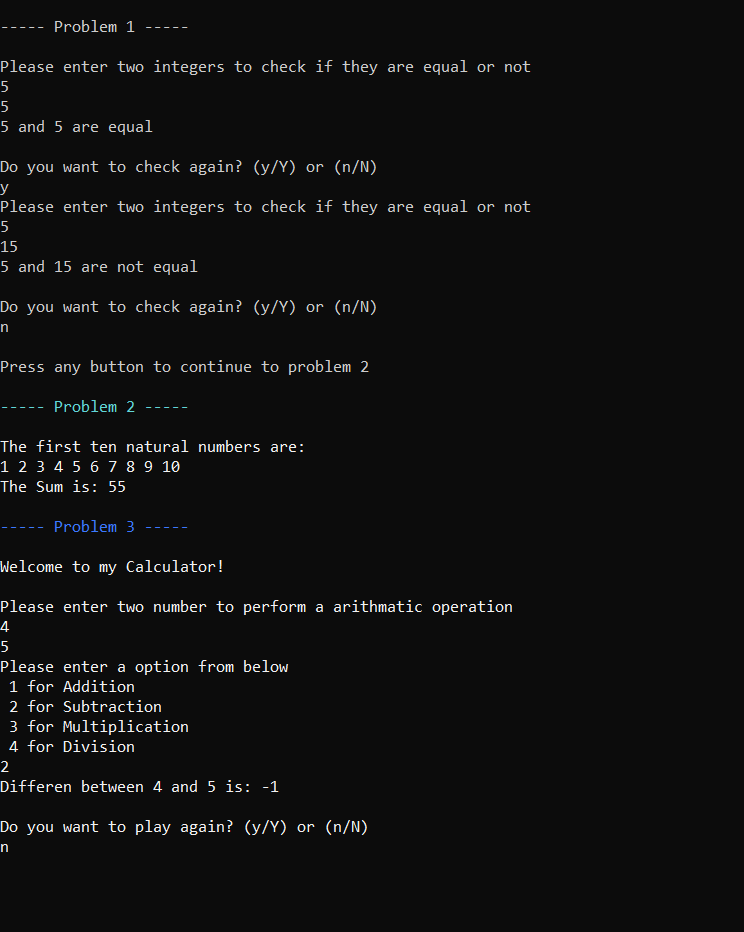 ----- Problem 1 -----
Please enter two integers to check if they are equal or not
5
5
5 and 5 are equal
Do you want to check again? (y/Y) or (n/N)
y
Please enter two integers to check if they are equal or not
5
15
5 and 15 are not equal
Do you want to check again? (y/Y) or (n/N)
n
Press any button to continue to problem 2
----- Problem 2 -----
The first ten natural numbers are:
1 2 3 4 5 6 7 8 9 10
The Sum is: 55
----- Problem 3 -----
Welcome to my Calculator!
Please enter two number to perform a arithmatic operation
4
5
Please enter a option from below
1 for Addition
2 for Subtraction
3 for Multiplication
4 for Division
2
Differen between 4 and 5 is: -1
Do you want to play again? (y/Y) or (n/N)
n